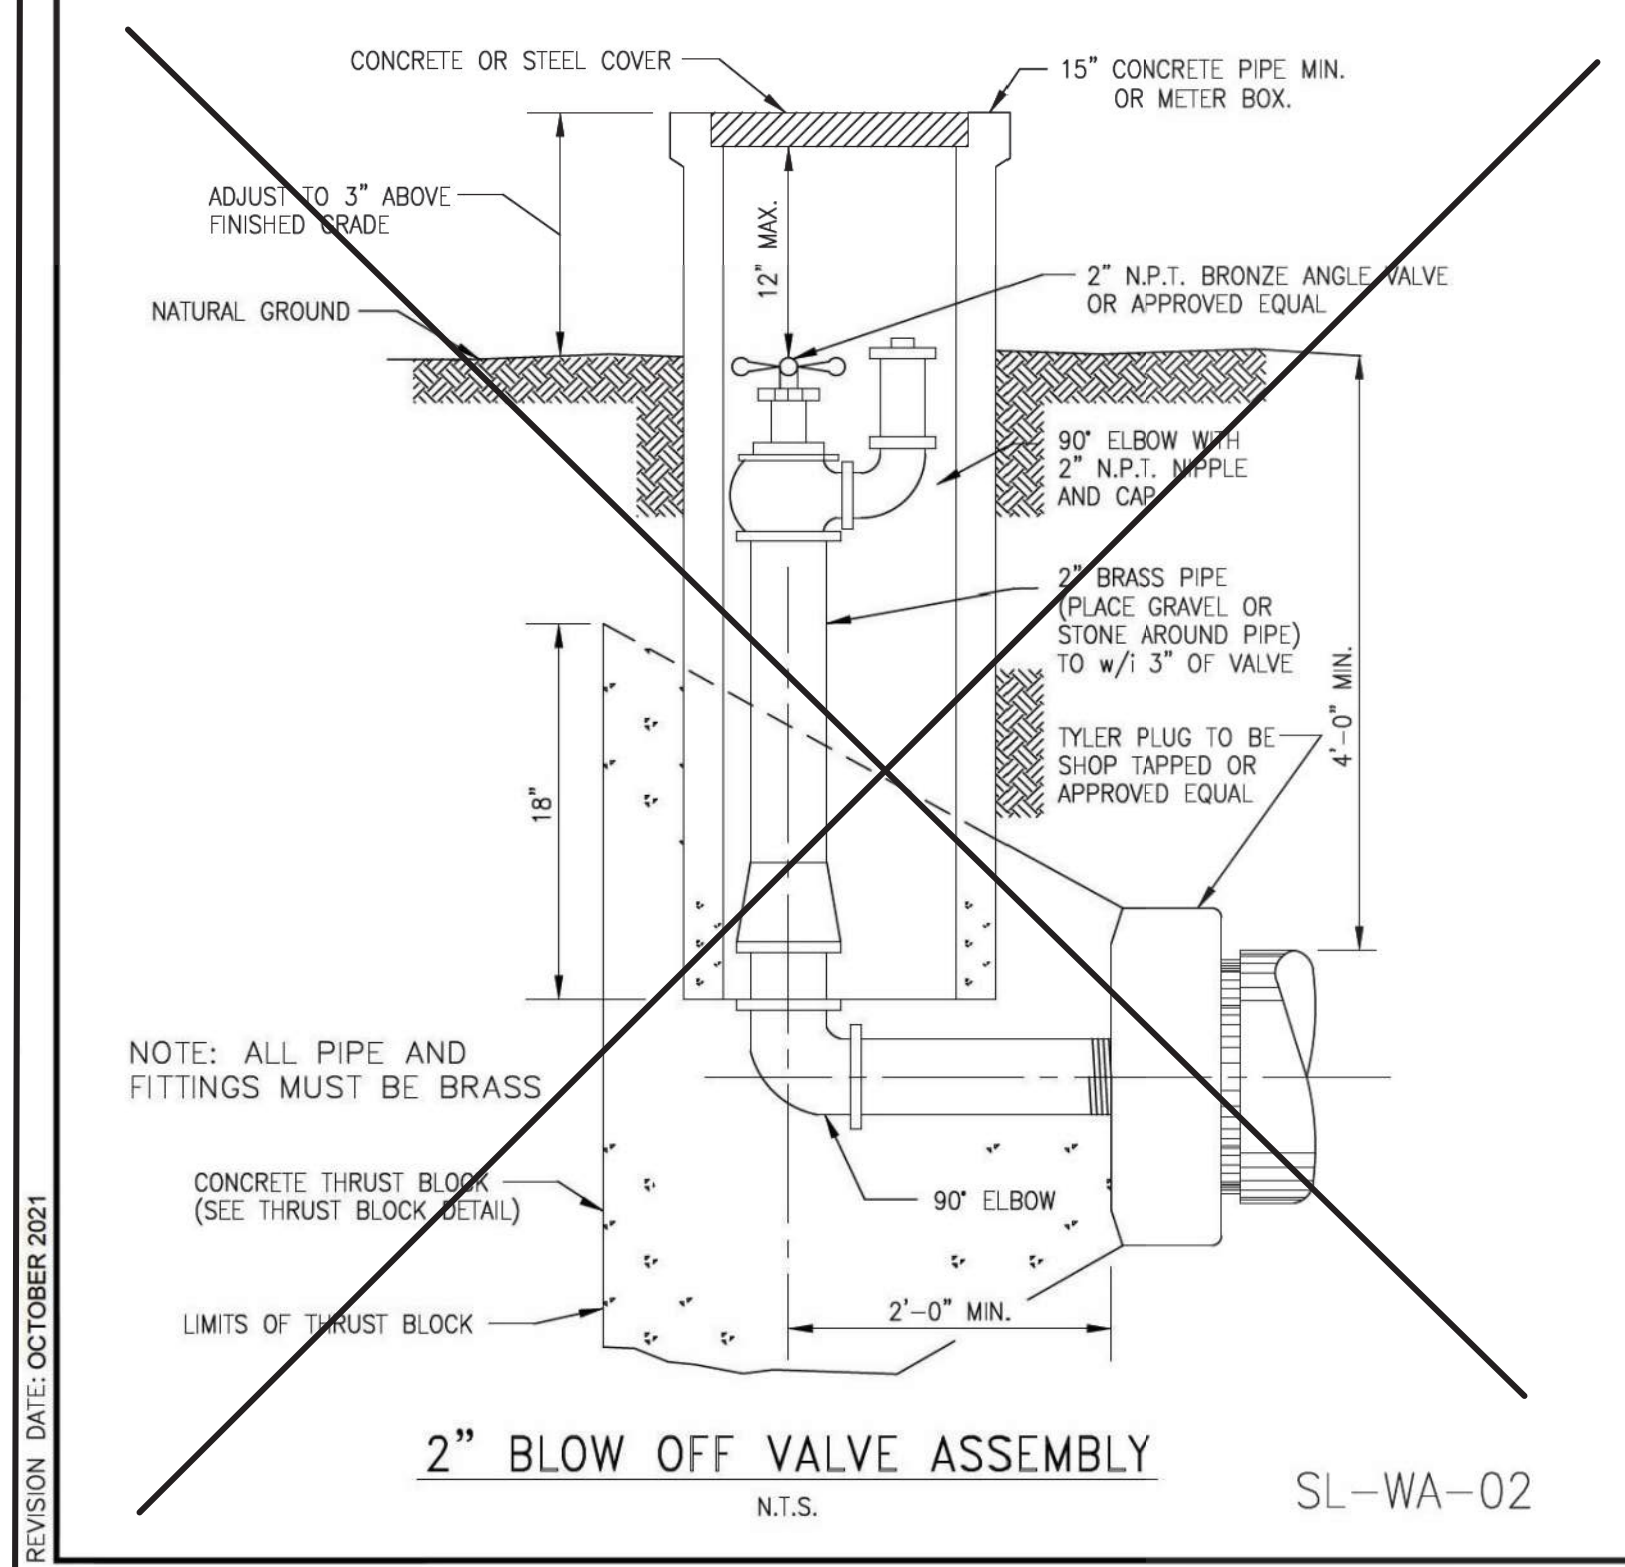 CONCRETE OR STEEL COVER
15" CONCRETE PIPE MIN.
OR METER BOX.
ADJUST TO 3" ABOVE
FINISHED GRADE
12" MAX.
2" N.P.T. BRONZE ANGLE VALVE
OR APPROVED EQUAL
NATURAL GROUND
90° ELBOW WITH
2" N.P.T. NIPPLE
AND CAP
2" BRASS PIPE
(PLACE GRAVEL OR
STONE AROUND PIPE)
TO w/i 3" OF VALVE
4'-0" MIN.
TYLER PLUG TO BE
SHOP TAPPED OR
APPROVED EQUAL
18"
NOTE: ALL PIPE AND
FITTINGS MUST BE BRASS
CONCRETE THRUST BLOCK
(SEE THRUST BLOCK DETAIL)
90° ELBOW
LIMITS OF THRUST BLOCK
2'-0" MIN.
2" BLOW OFF VALVE ASSEMBLY
N.T.S.
SL-WA-02
REVISION DATE: OCTOBER 2021